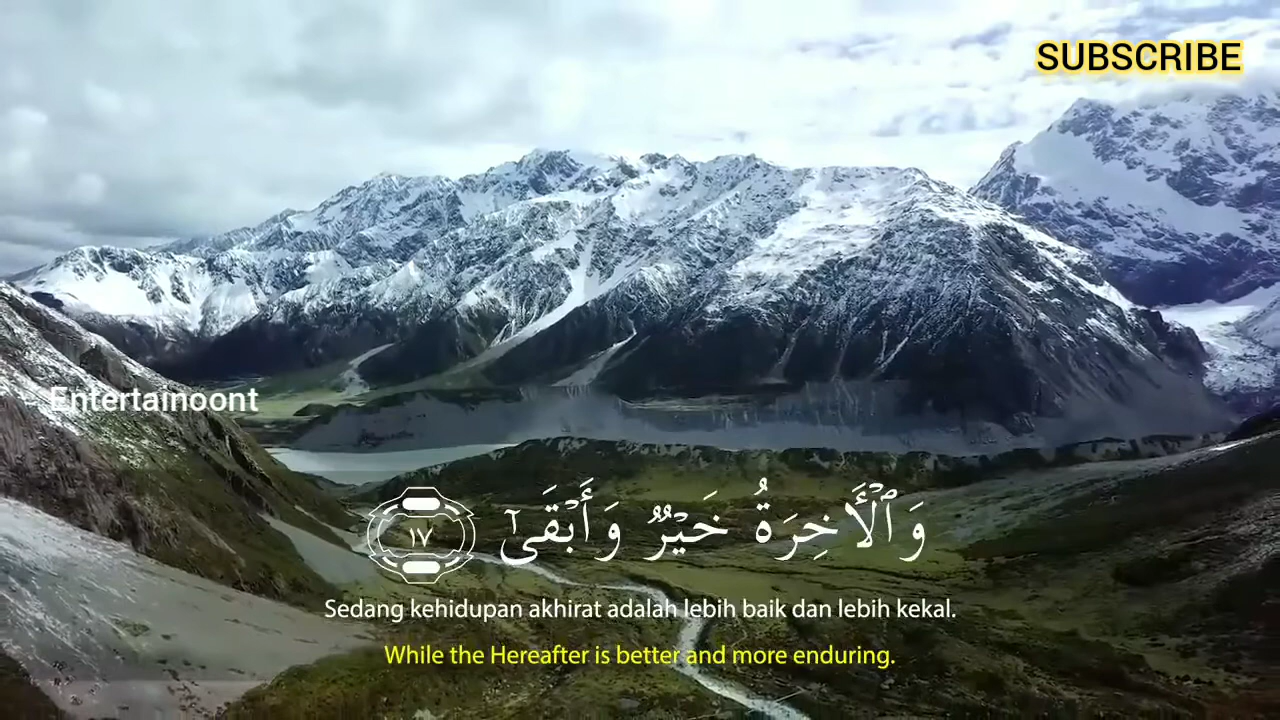 SUBSCRIBE
Entertainoont
وَٱلْأَخِرَةُ خَيْرٌۭ وَأَبْقَىٰٓ ١٧
Sedang kehidupan akhirat adalah lebih baik dan lebih kekal.
While the Hereafter is better and more enduring.